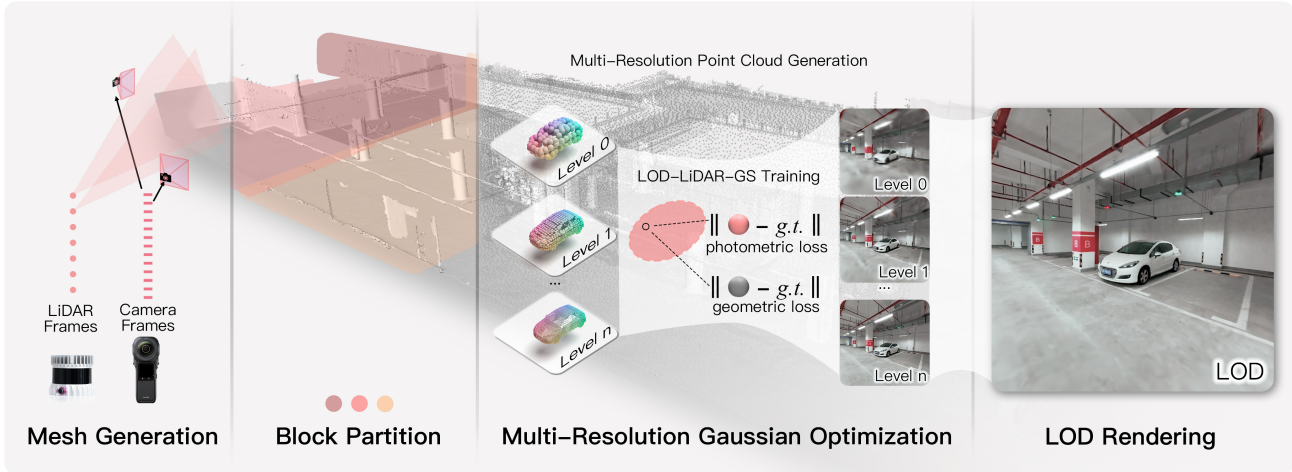 Multi-Resolution Point Cloud Generation
Level 0
Level 1
...
Level n
LOD-LiDAR-GS Training
‖ - g.t. ‖
photometric loss
‖ - g.t. ‖
geometric loss
Level 0
Level 1
...
Level n
B
B
LOD
LiDAR
Frames
Camera
Frames
Mesh Generation
Block Partition
Multi-Resolution Gaussian Optimization
LOD Rendering